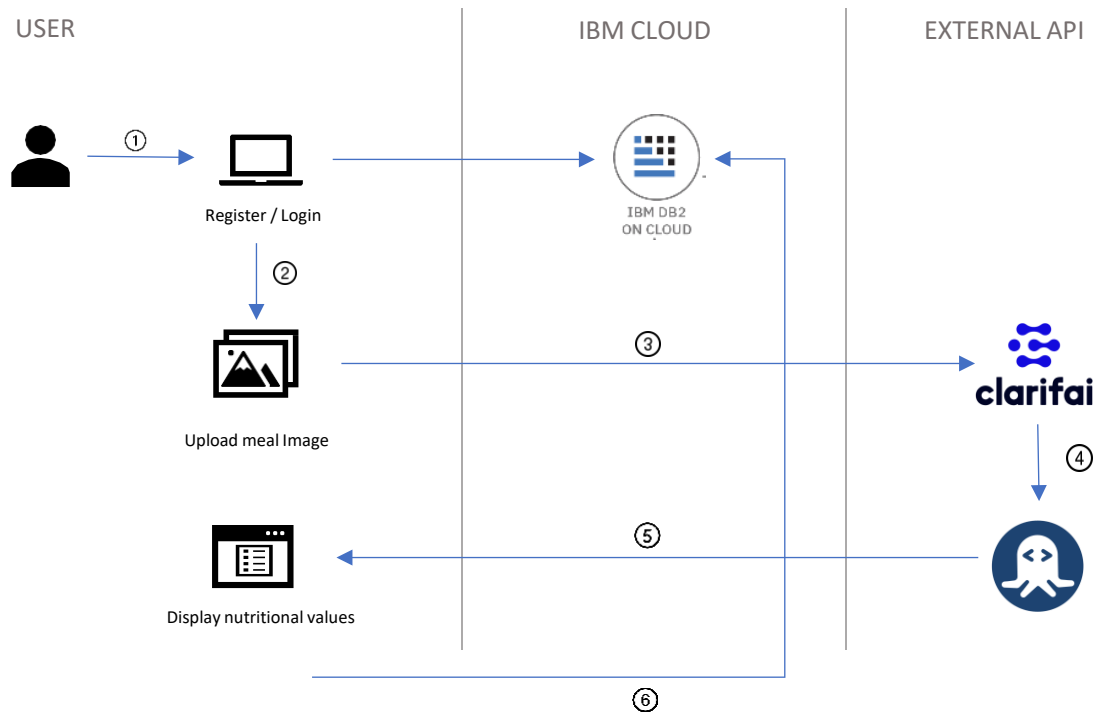 USER
IBM CLOUD
EXTERNAL API
①
Register / Login
IBM DB2
ON CLOUD
②
③
Upload meal Image
clarifai
④
⑤
< >
Display nutritional values
⑥